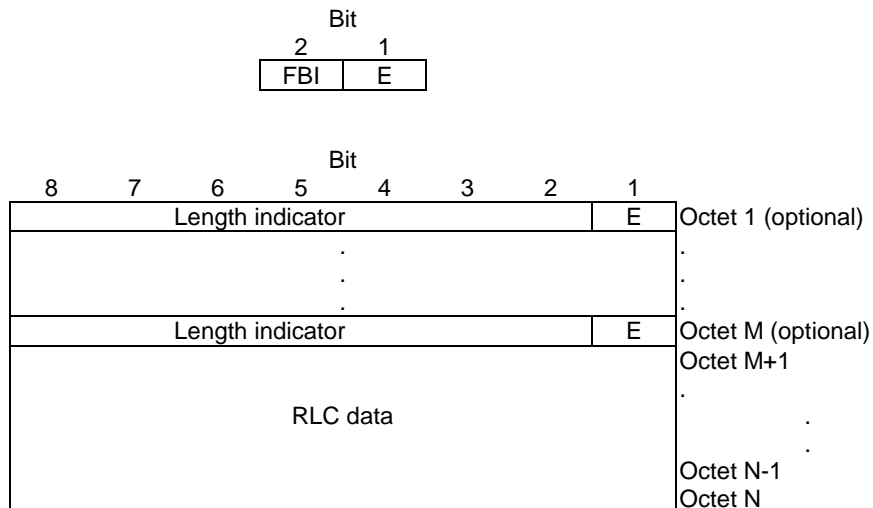 Bit
2 1
FBI E
Bit
8 7 6 5 4 3 2 1
Length indicator E Octet 1 (optional)
. .
. .
. .
Length indicator E Octet M (optional)
Octet M+1
.
RLC data .
.
Octet N-1
Octet N